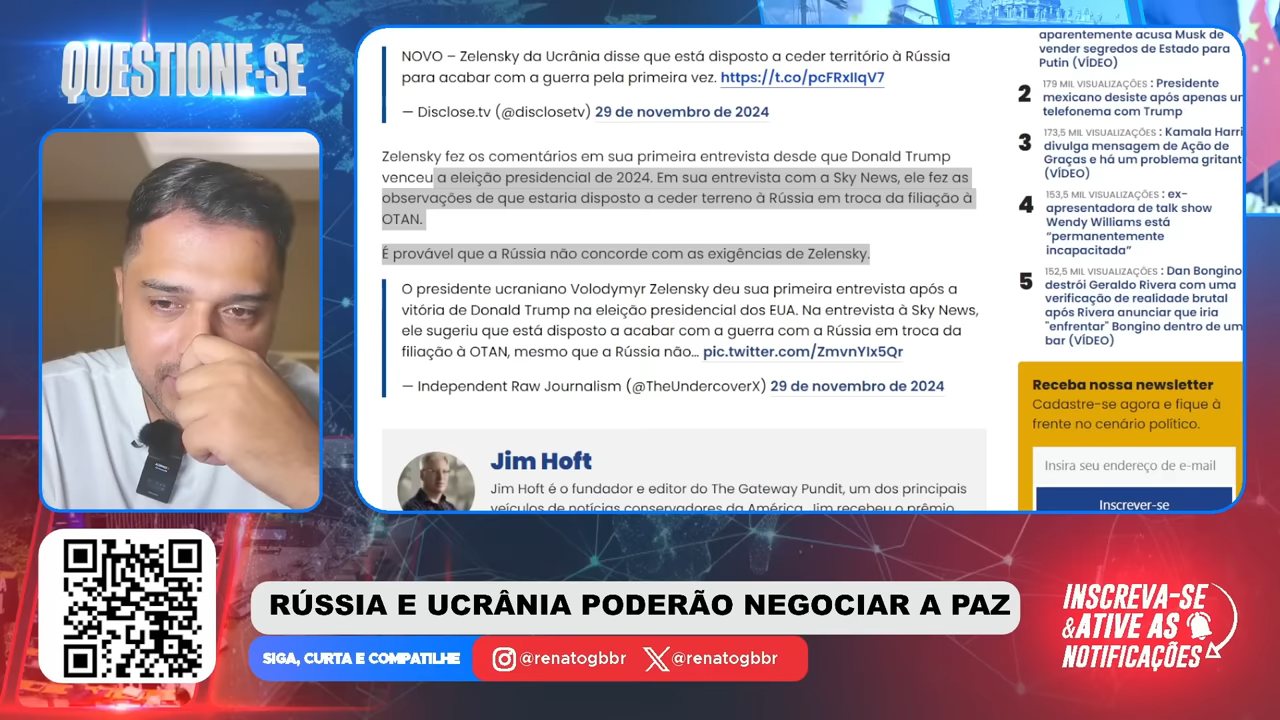 QUESTIONE-SE
NOVO – Zelensky da Ucrânia disse que está disposto a ceder território à Rússia
para acabar com a guerra pela primeira vez. https://t.co/pcFRxIlqV7
— Disclose.tv (@disclosetv) 29 de novembro de 2024
Zelensky fez os comentários em sua primeira entrevista desde que Donald Trump
venceu a eleição presidencial de 2024. Em sua entrevista com a Sky News, ele fez as
observações de que estaria disposto a ceder terreno à Rússia em troca da filiação à
OTAN.
É provável que a Rússia não concorde com as exigências de Zelensky.
O presidente ucraniano Volodymyr Zelensky deu sua primeira entrevista após a
vitória de Donald Trump na eleição presidencial dos EUA. Na entrevista à Sky News,
ele sugeriu que está disposto a acabar com a guerra com a Rússia em troca da
filiação à OTAN, mesmo que a Rússia não… pic.twitter.com/ZmvnYlx5Qr
— Independent Raw Journalism (@TheUndercoverX) 29 de novembro de 2024
Jim Hoft
Jim Hoft é o fundador e editor do The Gateway Pundit, um dos principais
veículos de notícias conservadores da América. Jim recebeu o prêmio
aparentemente acusa Musk de
vender segredos de Estado para
Putin (VÍDEO)
2 179 MIL VISUALIZAÇÕES : Presidente
mexicano desiste após apenas um
telefonema com Trump
3 173,5 MIL VISUALIZAÇÕES : Kamala Harri
divulga mensagem de Ação de
Graças e há um problema gritant
(VÍDEO)
4 153,5 MIL VISUALIZAÇÕES : ex-
apresentadora de talk show
Wendy Williams está
“permanentemente
incapacitada”
5 152,5 MIL VISUALIZAÇÕES : Dan Bongino
destrói Geraldo Rivera com uma
verificação de realidade brutal
após Rivera anunciar que iria
"enfrentar" Bongino dentro de um
bar (VÍDEO)
Receba nossa newsletter
Cadastre-se agora e fique à
frente no cenário político.
Insira seu endereço de e-mail
Inscrever-se
RÚSSIA E UCRÂNIA PODERÃO NEGOCIAR A PAZ
SIGA, CURTA E COMPATILHE
@renatogbbr
@renatogbbr
INSCREVA-SE
&ATIVE AS
NOTIFICAÇÕES